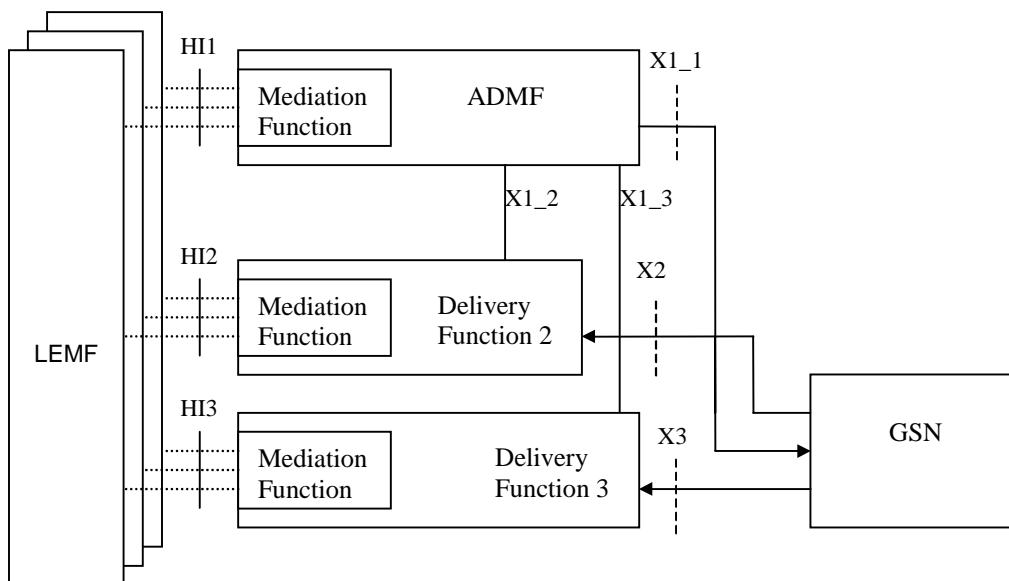 HI1
X1_1
Mediation
Function
ADMF
X1_2
X1_3
HI2
X2
Mediation
Function
Delivery
Function 2
LEMF
HI3
X3
GSN
Mediation
Function
Delivery
Function 3